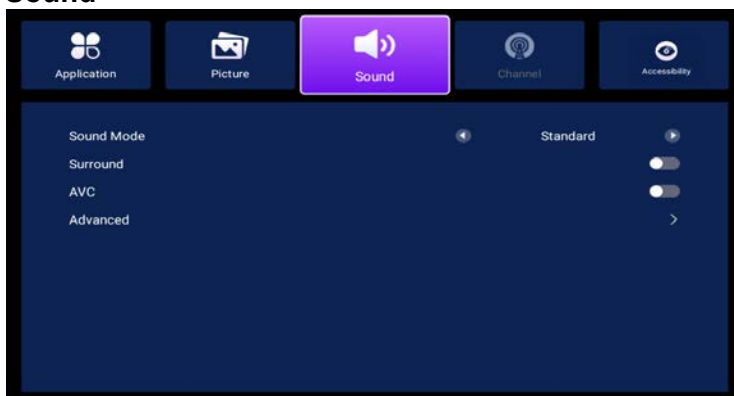 Sound
Application Picture Sound Channel Accessibility
Sound Mode Standard
Surround
AVC
Advanced